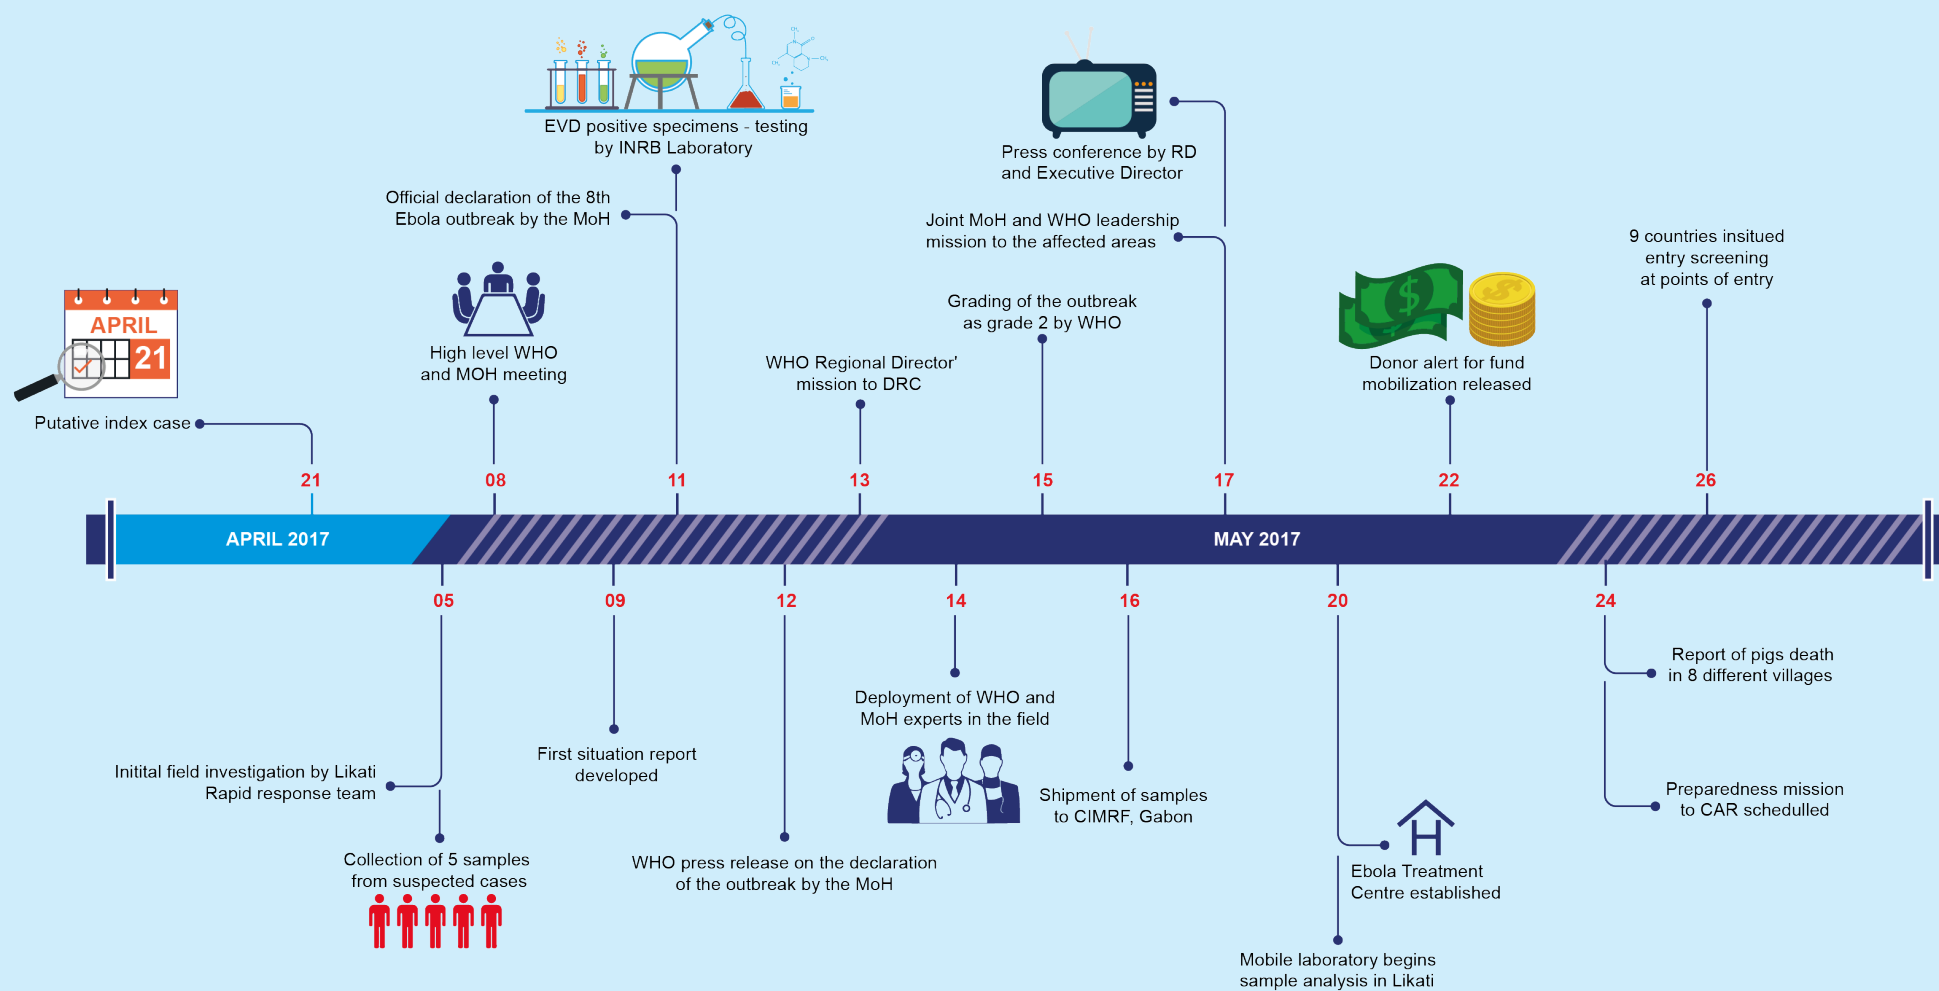 EVD positive specimens - testing
by INRB Laboratory
Official declaration of the 8th
Ebola outbreak by the MoH
High level WHO
and MOH meeting
APRIL
21
Putative index case
WHO Regional Director'
mission to DRC
Grading of the outbreak
as grade 2 by WHO
Press conference by RD
and Executive Director
Joint MoH and WHO leadership
mission to the affected areas
Donor alert for fund
mobilization released
9 countries insitued
entry screening
at points of entry
21
08
11
13
15
17
22
26
APRIL 2017
MAY 2017
05
09
12
14
16
20
24
Initital field investigation by Likati
Rapid response team
Collection of 5 samples
from suspected cases
First situation report
developed
WHO press release on the declaration
of the outbreak by the MoH
Deployment of WHO and
MoH experts in the field
Shipment of samples
to CIMRF, Gabon
H
Ebola Treatment
Centre established
Mobile laboratory begins
sample analysis in Likati
Report of pigs death
in 8 different villages
Preparedness mission
to CAR schedulled